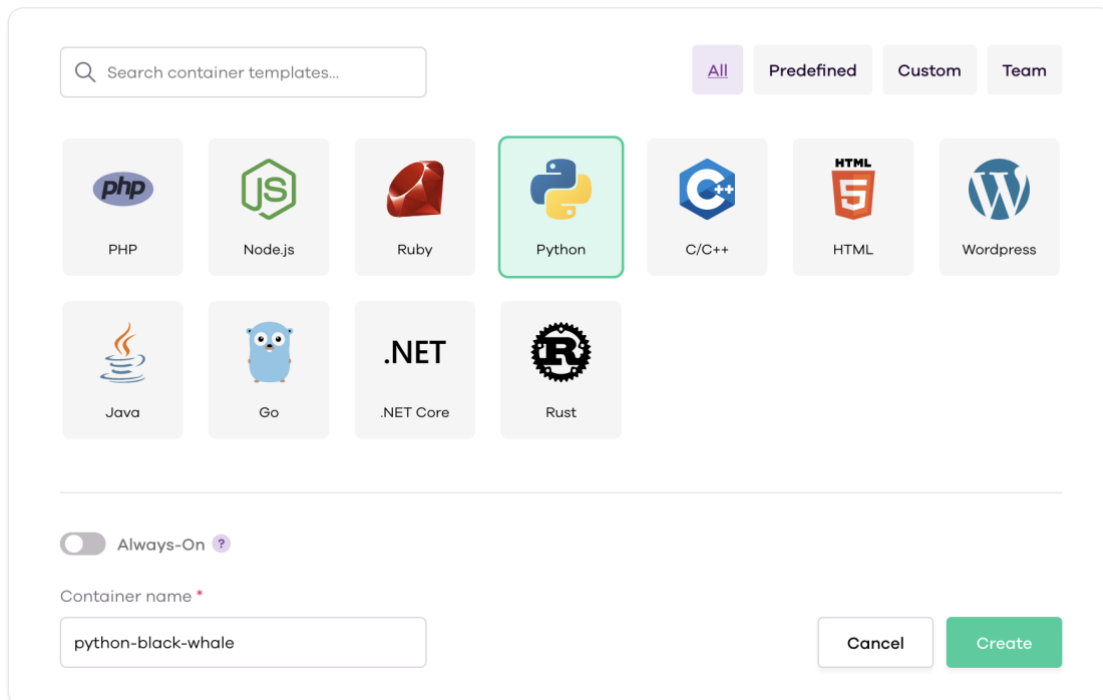 Search container templates...
All
Predefined
Custom
Team
php
JS
C++
HTML
5
W
PHP
Node.js
Ruby
Python
C/C++
HTML
Wordpress
.NET
R
Java
Go
.NET Core
Rust
Always-On ?
Container name *
python-black-whale
Cancel
Create